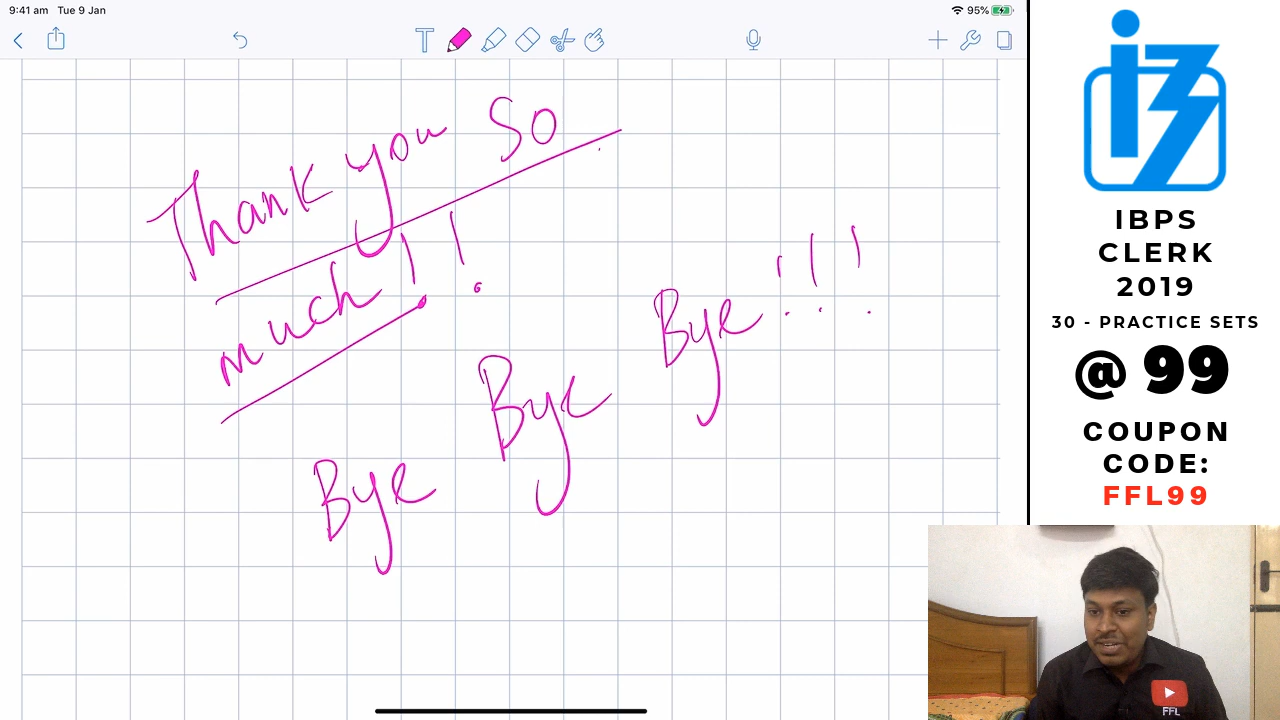 9:41 am Tue 9 Jan
95%
T
Thank you So
much!!
Bye Bye Bye!!!
IBPS
CLERK
2019
30 - PRACTICE SETS
@ 99
COUPON
CODE:
FFL99
FFL